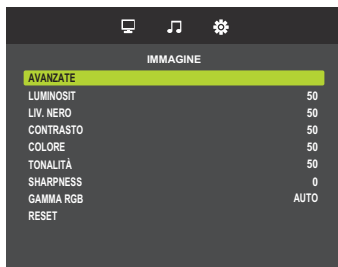 IMMAGINE
AVANZATE
LUMINOSIT 50
LIV. NERO 50
CONTRASTO 50
COLORE 50
TONALITÀ 50
SHARPNESS 0
GAMMA RGB AUTO
RESET